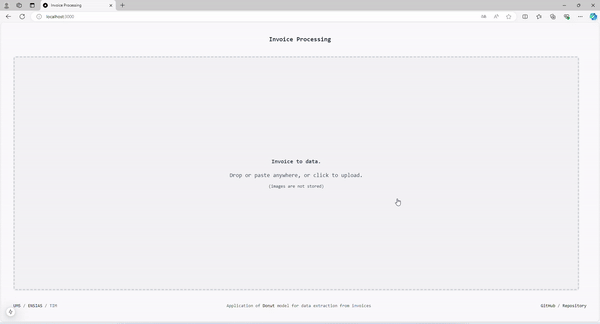 Invoice Processing
localhost:3000
Invoice Processing
Invoice to data.
Drop or paste anywhere, or click to upload.
(images are not stored)
UM5 / ENSIAS / TIM
Application of Donut model for data extraction from invoices
GitHub / Repository